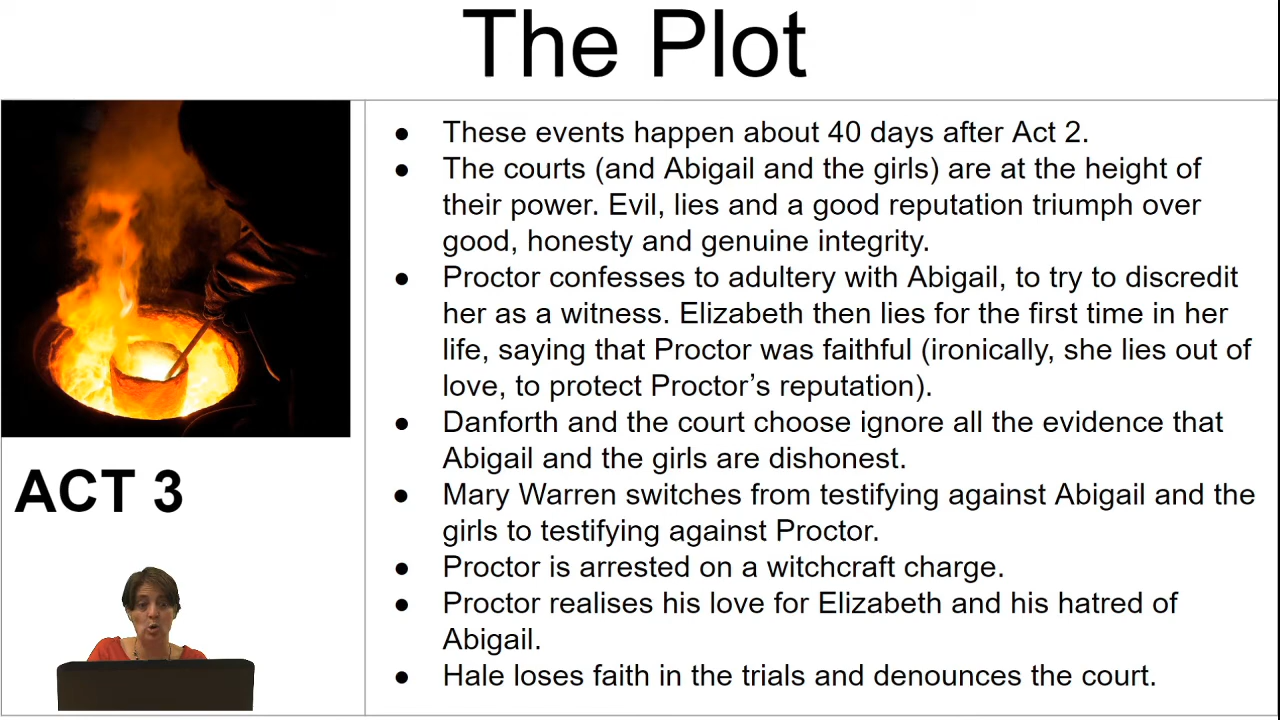 The Plot
● These events happen about 40 days after Act 2.
● The courts (and Abigail and the girls) are at the height of
their power. Evil, lies and a good reputation triumph over
good, honesty and genuine integrity.
● Proctor confesses to adultery with Abigail, to try to discredit
her as a witness. Elizabeth then lies for the first time in her
life, saying that Proctor was faithful (ironically, she lies out of
love, to protect Proctor’s reputation).
● Danforth and the court choose ignore all the evidence that
Abigail and the girls are dishonest.
● Mary Warren switches from testifying against Abigail and the
girls to testifying against Proctor.
● Proctor is arrested on a witchcraft charge.
● Proctor realises his love for Elizabeth and his hatred of
Abigail.
● Hale loses faith in the trials and denounces the court.
ACT 3